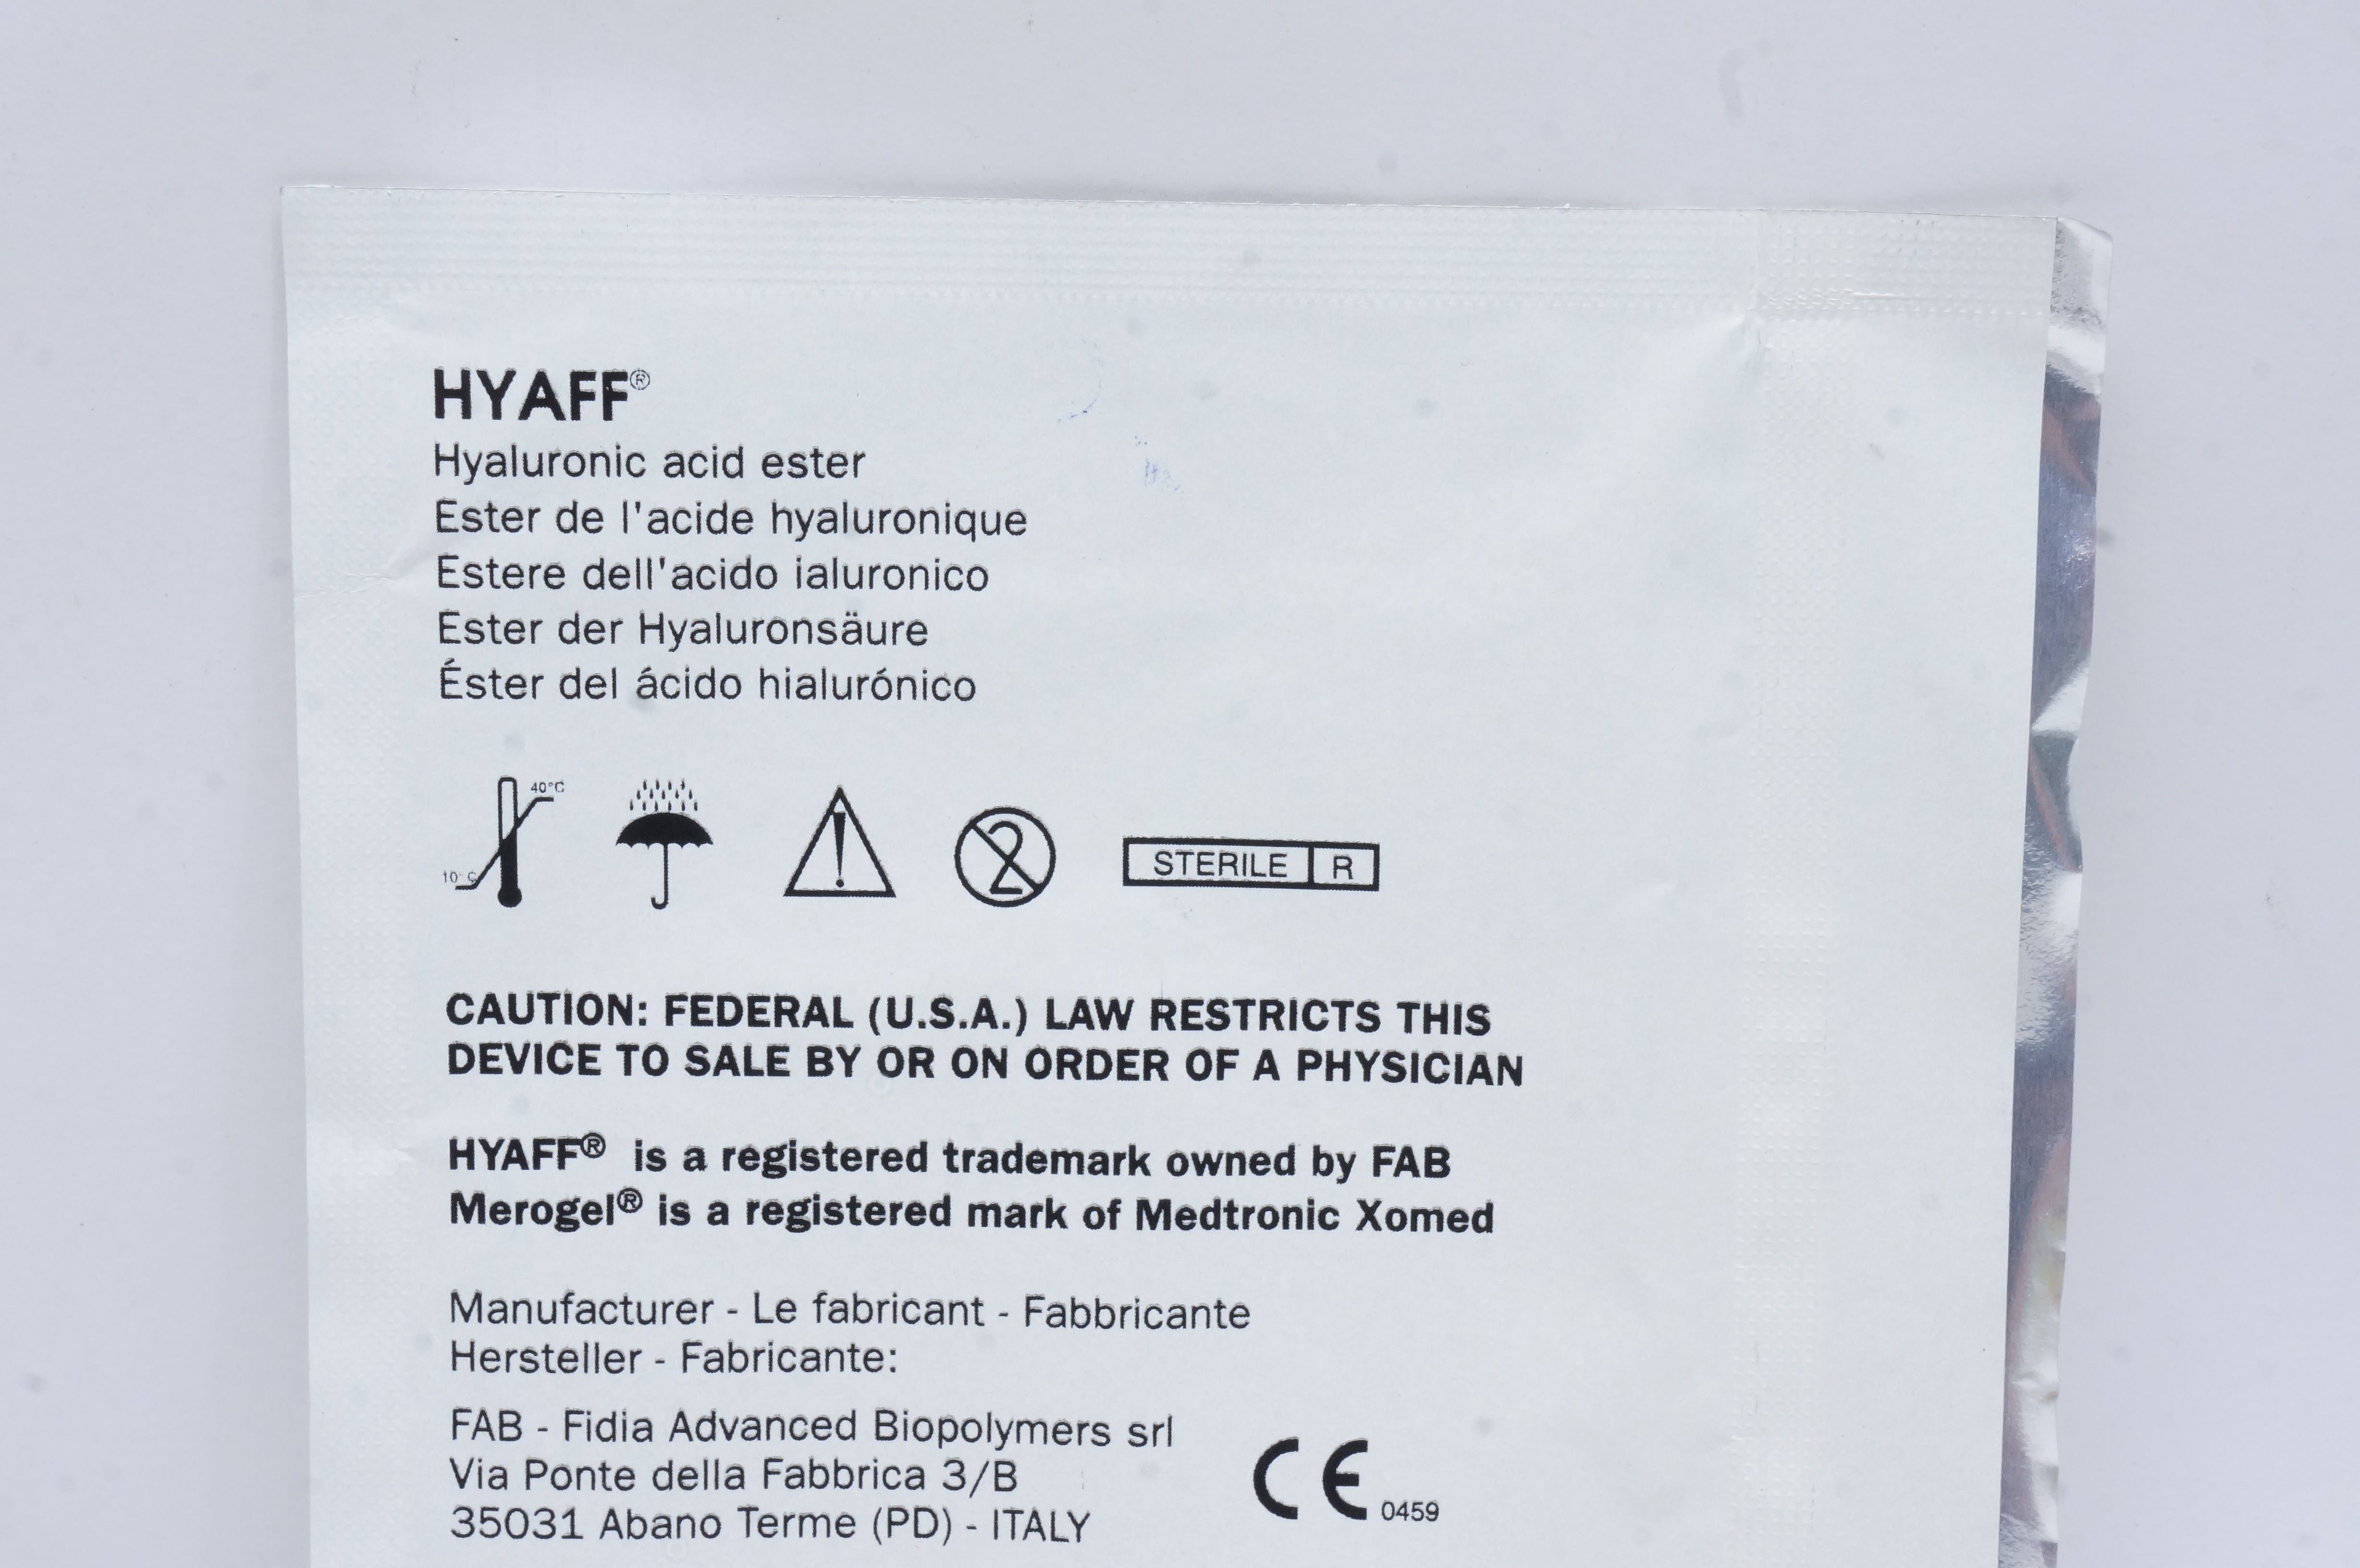 HYAFF®
Hyaluronic acid ester
Ester de l'acide hyaluronique
Estere dell'acido ialuronico
Ester der Hyaluronsäure
Éster del ácido hialurónico
40°C
10°C
2
STERILE R
CAUTION: FEDERAL (U.S.A.) LAW RESTRICTS THIS
DEVICE TO SALE BY OR ON ORDER OF A PHYSICIAN
HYAFF® is a registered trademark owned by FAB
Merogel® is a registered mark of Medtronic Xomed
Manufacturer - Le fabricant - Fabbricante
Hersteller - Fabricante:
FAB - Fidia Advanced Biopolymers srl
Via Ponte della Fabbrica 3/B
35031 Abano Terme (PD) - ITALY
CE 0459